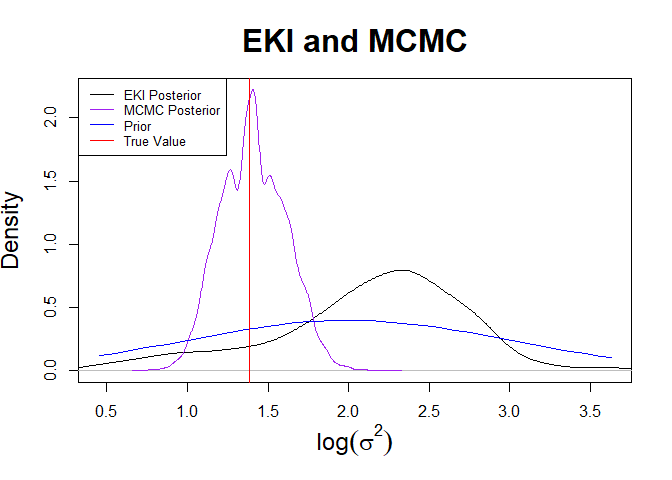 EKI and MCMC
EKI Posterior
MCMC Posterior
Prior
True Value
Density
0.0 0.5 1.0 1.5 2.0
0.5 1.0 1.5 2.0 2.5 3.0 3.5
log(σ²)